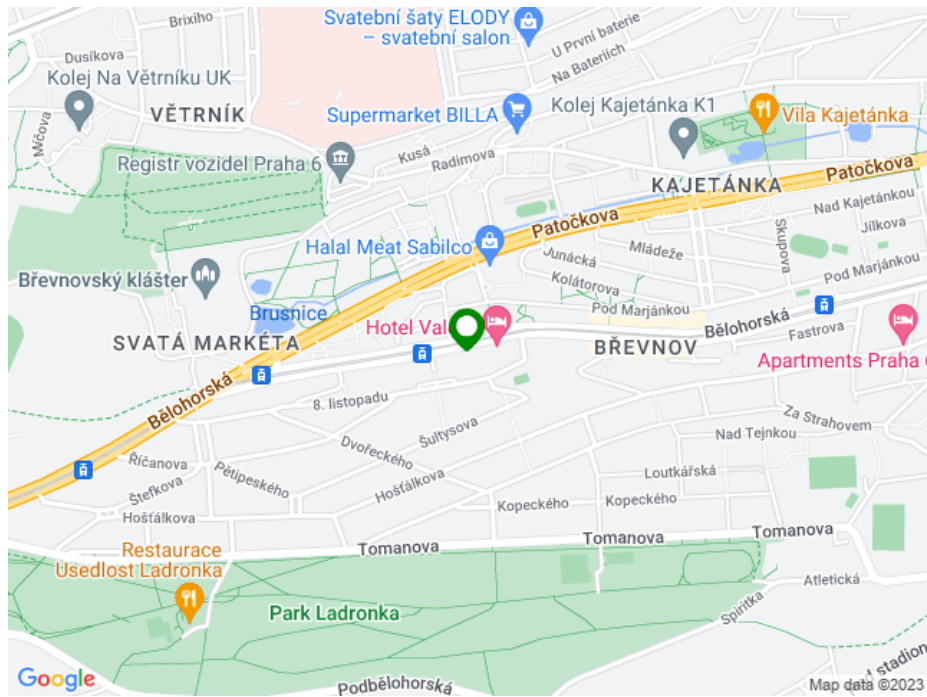 Brixiho
Dusíkova
Svatební šaty ELODY
– svatební salon
U První baterie
Na Bateriích
Kolej Na Větrníku UK
VĚTRNÍK
Supermarket BILLA
Kolej Kajetánka K1
Vila Kajetánka
Mičova
Kusá
Radimova
Registr vozidel Praha 6
KAJETÁNKA
Patočkova
Patočkova
Nad Kajetánkou
Jílkova
Halal Meat Sabilco
Mládeže
Junácká
Skupova
Břevnovský klášter
Kolátorova
Pod Marjánkou
Brusnice
Pod Marjánkou
Hotel Val
Bělohorská
Fastrova
SVATÁ MARKÉTA
BŘEVNOV
Apartments Praha
Bělohorská
8. listopadu
Šultysova
Za Strahovem
Nad Tejnkou
Dvořeckého
Říčanova
Pětipeského
Loutkářská
Štefkova
Hošťálkova
Kopeckého
Kopeckého
Hošťálkova
Tomanova
Tomanova
Restaurace
Usedlost Ladronka
Atletická
Park Ladronka
Spiritka
Google
Podbělohorská
stadion
Map data ©2023